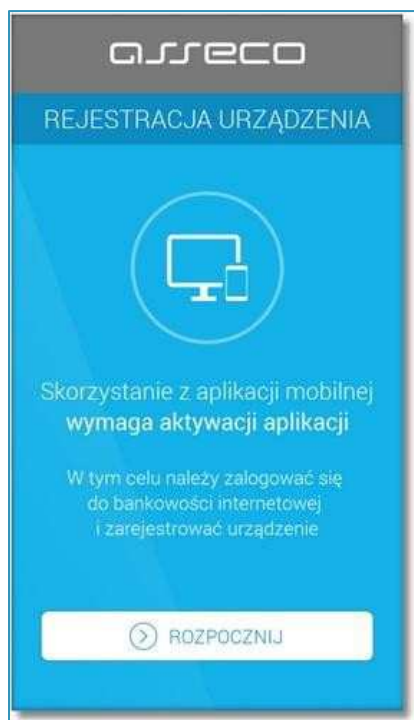 asseco
REJESTRACJA URZĄDZENIA
Skorzystanie z aplikacji mobilnej
wymaga aktywacji aplikacji
W tym celu należy zalogować się
do bankowości internetowej
i zarejestrować urządzenie
ROZPOCZNIJ